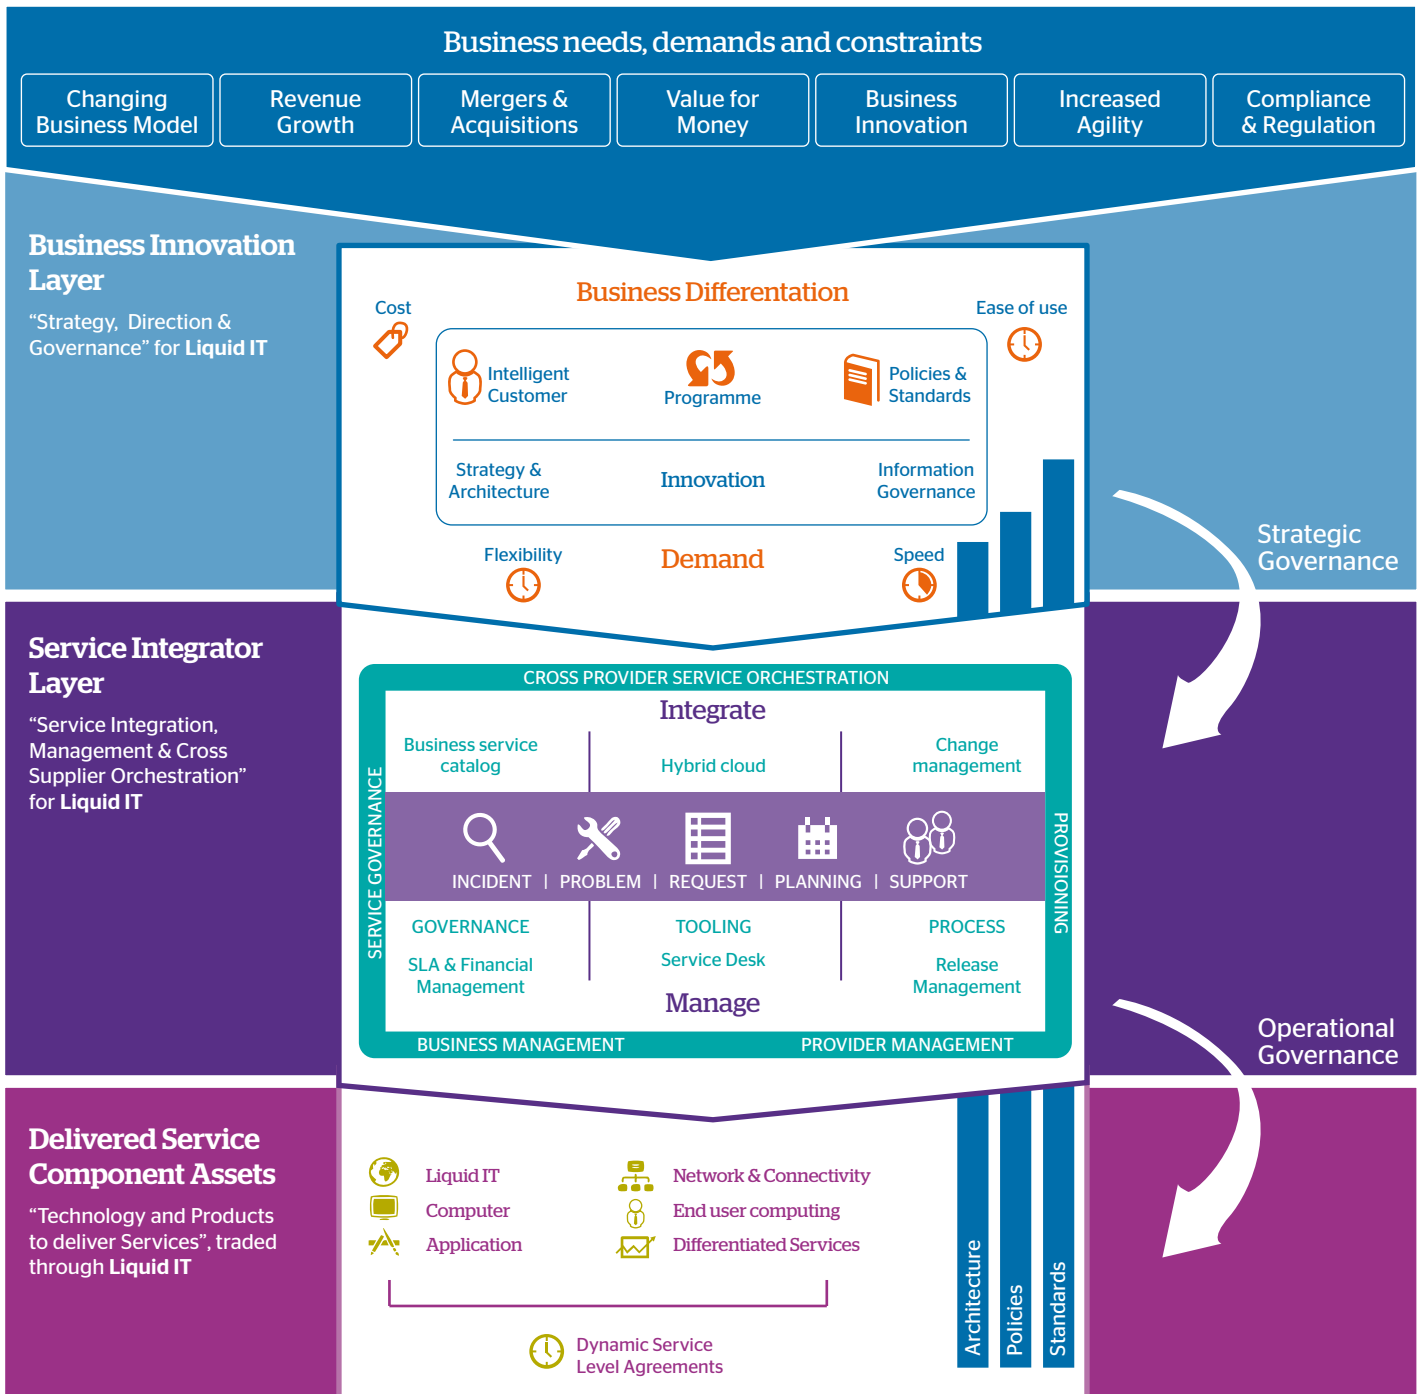 Business needs, demands and constraints
Changing
Business Model
Revenue
Growth
Mergers &
Acquisitions
Value for
Money
Business
Innovation
Increased
Agility
Compliance
& Regulation
Business Innovation
Layer
“Strategy, Direction &
Governance” for Liquid IT
Business Differentation
Cost
Ease of use
Intelligent
Customer
Programme
Policies &
Standards
Strategy &
Architecture
Innovation
Information
Governance
Flexibility
Demand
Speed
Strategic
Governance
Service Integrator
Layer
“Service Integration,
Management & Cross
Supplier Orchestration”
for Liquid IT
CROSS PROVIDER SERVICE ORCHESTRATION
SERVICE GOVERNANCE
PROVISIONING
Integrate
Business service
catalog
Hybrid cloud
Change
management
INCIDENT | PROBLEM | REQUEST | PLANNING | SUPPORT
GOVERNANCE
SLA & Financial
Management
TOOLING
Service Desk
PROCESS
Release
Management
Manage
BUSINESS MANAGEMENT
PROVIDER MANAGEMENT
Operational
Governance
Delivered Service
Component Assets
“Technology and Products
to deliver Services”, traded
through Liquid IT
Liquid IT
Computer
Application
Network & Connectivity
End user computing
Differentiated Services
Dynamic Service
Level Agreements
Architecture
Policies
Standards